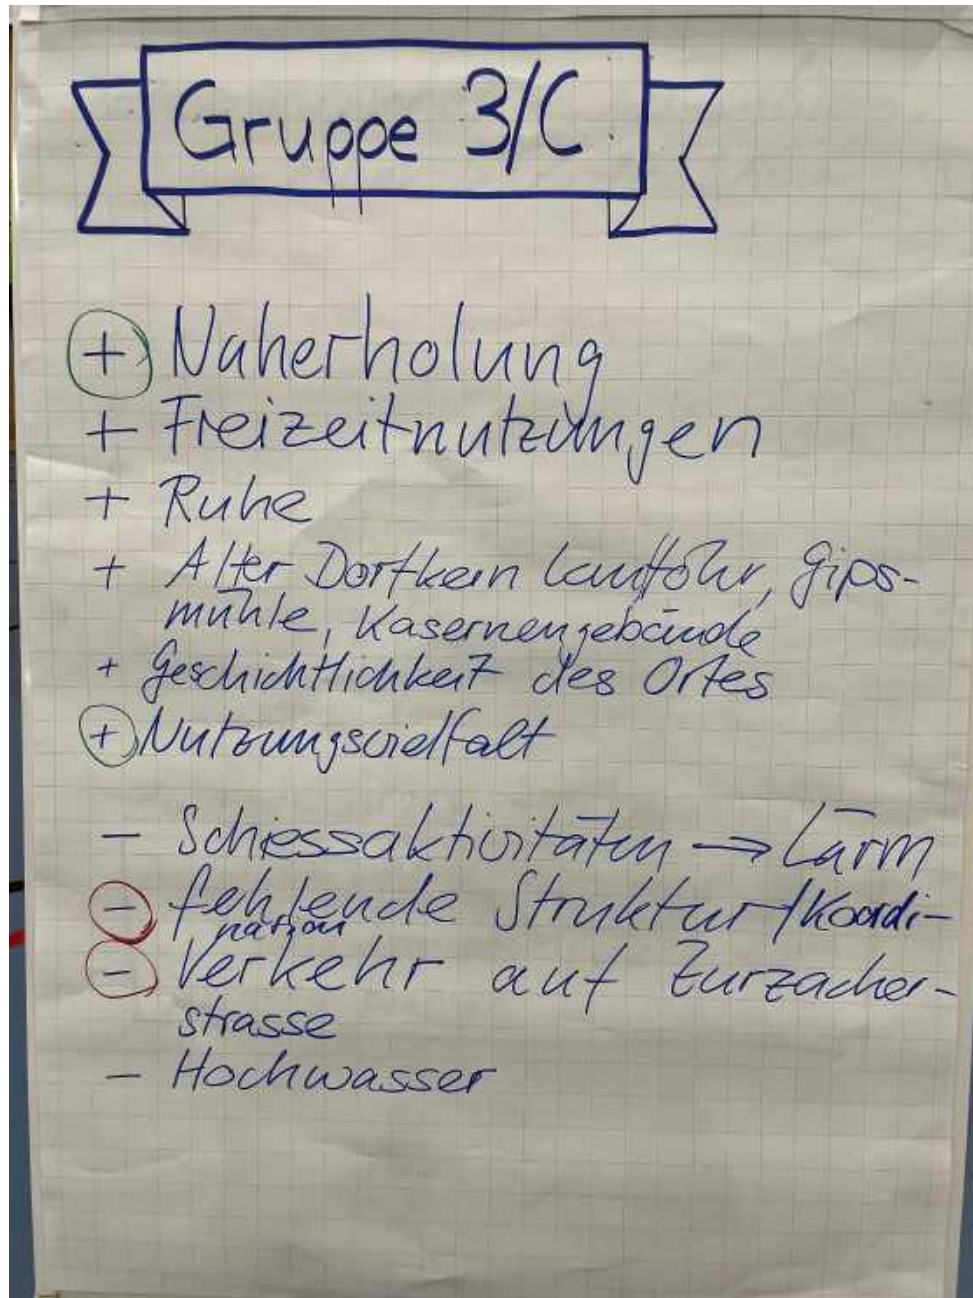 Gruppe 3/C
+ Naherholung
+ Freizeitnutzungen
+ Ruhe
+ Alter Dorfkern Lauffohr, Gips-
mühle, Kasernengebäude
+ Geschichtlichkeit des Ortes
+ Nutzungsvielfalt
- Schiessaktivitäten → Lärm
- fehlende Struktur/Koordi-
nation
- Verkehr auf Zurzacher-
strasse
- Hochwasser